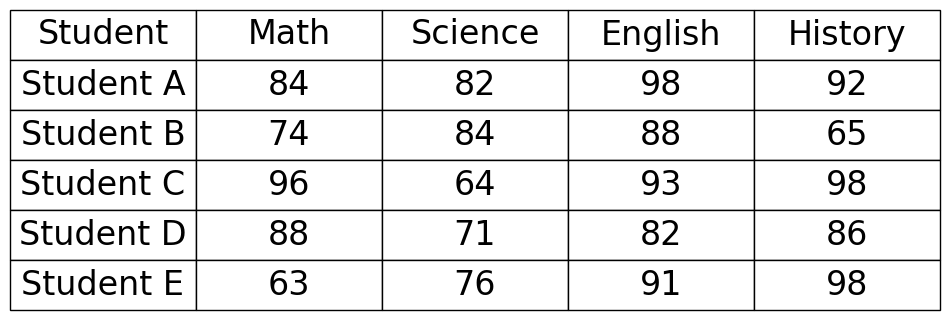 Student Math Science English History
Student A 84 82 98 92
Student B 74 84 88 65
Student C 96 64 93 98
Student D 88 71 82 86
Student E 63 76 91 98